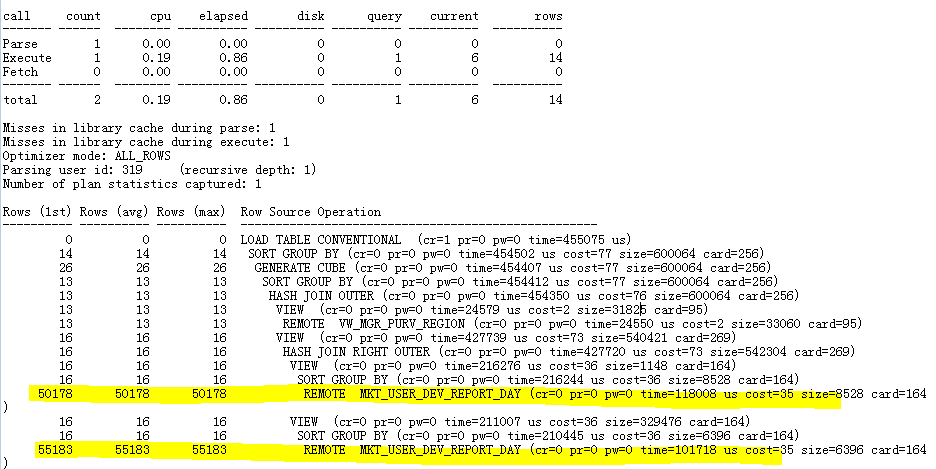 call     count       cpu    elapsed       disk      query    current        rows
------- ------  -------- ---------- ---------- ---------- ----------  ----------
Parse        1      0.00       0.00          0          0          0           0
Execute      1      0.19       0.86          0          1          6          14
Fetch        0      0.00       0.00          0          0          0           0
------- ------  -------- ---------- ---------- ---------- ----------  ----------
total        2      0.19       0.86          0          1          6          14
Misses in library cache during parse: 1
Misses in library cache during execute: 1
Optimizer mode: ALL_ROWS
Parsing user id: 319     (recursive depth: 1)
Number of plan statistics captured: 1
Rows (1st) Rows (avg) Rows (max)  Row Source Operation
---------- ---------- ----------  ---------------------------------------------------
         0          0          0  LOAD TABLE CONVENTIONAL  (cr=1 pr=0 pw=0 time=455075 us)
        14         14         14   SORT GROUP BY (cr=0 pr=0 pw=0 time=454502 us cost=77 size=600064 card=256)
        26         26         26    GENERATE CUBE (cr=0 pr=0 pw=0 time=454407 us cost=77 size=600064 card=256)
        13         13         13     SORT GROUP BY (cr=0 pr=0 pw=0 time=454412 us cost=77 size=600064 card=256)
        13         13         13      HASH JOIN OUTER (cr=0 pr=0 pw=0 time=454350 us cost=76 size=600064 card=256)
        13         13         13       VIEW  (cr=0 pr=0 pw=0 time=24579 us cost=2 size=31825 card=95)
        13         13         13        REMOTE  VW_MGR_PURV_REGION (cr=0 pr=0 pw=0 time=24550 us cost=2 size=33060 card=95)
        16         16         16       VIEW  (cr=0 pr=0 pw=0 time=427739 us cost=73 size=540421 card=269)
        16         16         16        HASH JOIN RIGHT OUTER (cr=0 pr=0 pw=0 time=427720 us cost=73 size=542304 card=269)
        16         16         16         VIEW  (cr=0 pr=0 pw=0 time=216276 us cost=36 size=1148 card=164)
        16         16         16          SORT GROUP BY (cr=0 pr=0 pw=0 time=216244 us cost=36 size=8528 card=164)
     50178      50178      50178           REMOTE  MKT_USER_DEV_REPORT_DAY (cr=0 pr=0 pw=0 time=118008 us cost=35 size=8528 card=164
)
        16         16         16         VIEW  (cr=0 pr=0 pw=0 time=211007 us cost=36 size=329476 card=164)
        16         16         16          SORT GROUP BY (cr=0 pr=0 pw=0 time=210445 us cost=36 size=6396 card=164)
     55183      55183      55183           REMOTE  MKT_USER_DEV_REPORT_DAY (cr=0 pr=0 pw=0 time=101718 us cost=35 size=6396 card=164
)